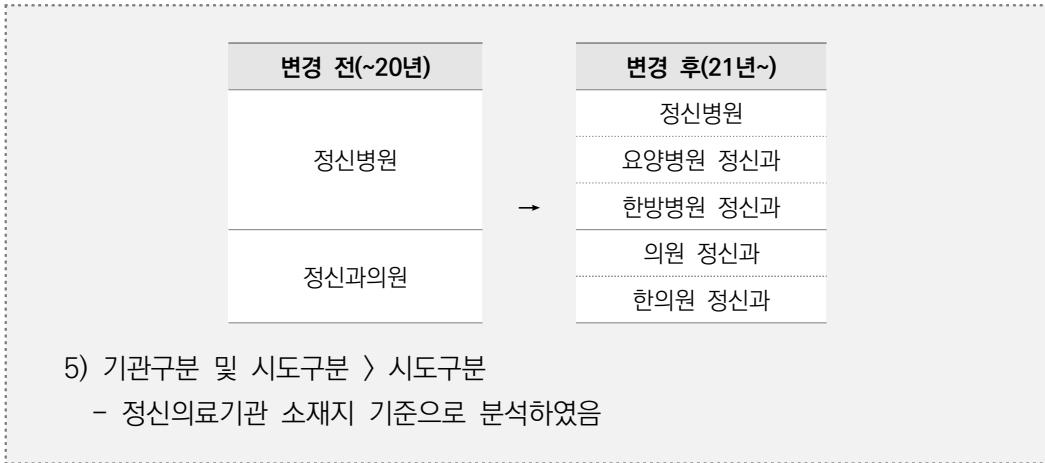 변경 전(~20년)
정신병원
정신과의원
→
변경 후(21년~)
정신병원
요양병원 정신과
한방병원 정신과
의원 정신과
한의원 정신과
5) 기관구분 및 시도구분 > 시도구분
- 정신의료기관 소재지 기준으로 분석하였음